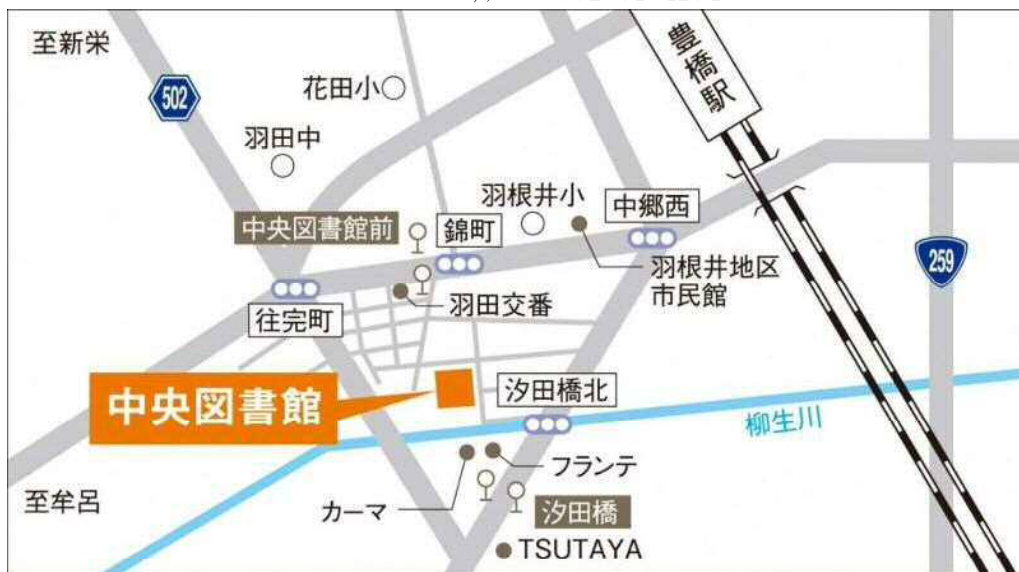 至新栄
502
花田小
羽田中
豊橋駅
羽根井小
中郷西
中央図書館前
錦町
259
羽根井地区
市民館
羽田交番
往完町
中央図書館
汐田橋北
柳生川
フランテ
至牟呂
カーマ
汐田橋
TSUTAYA